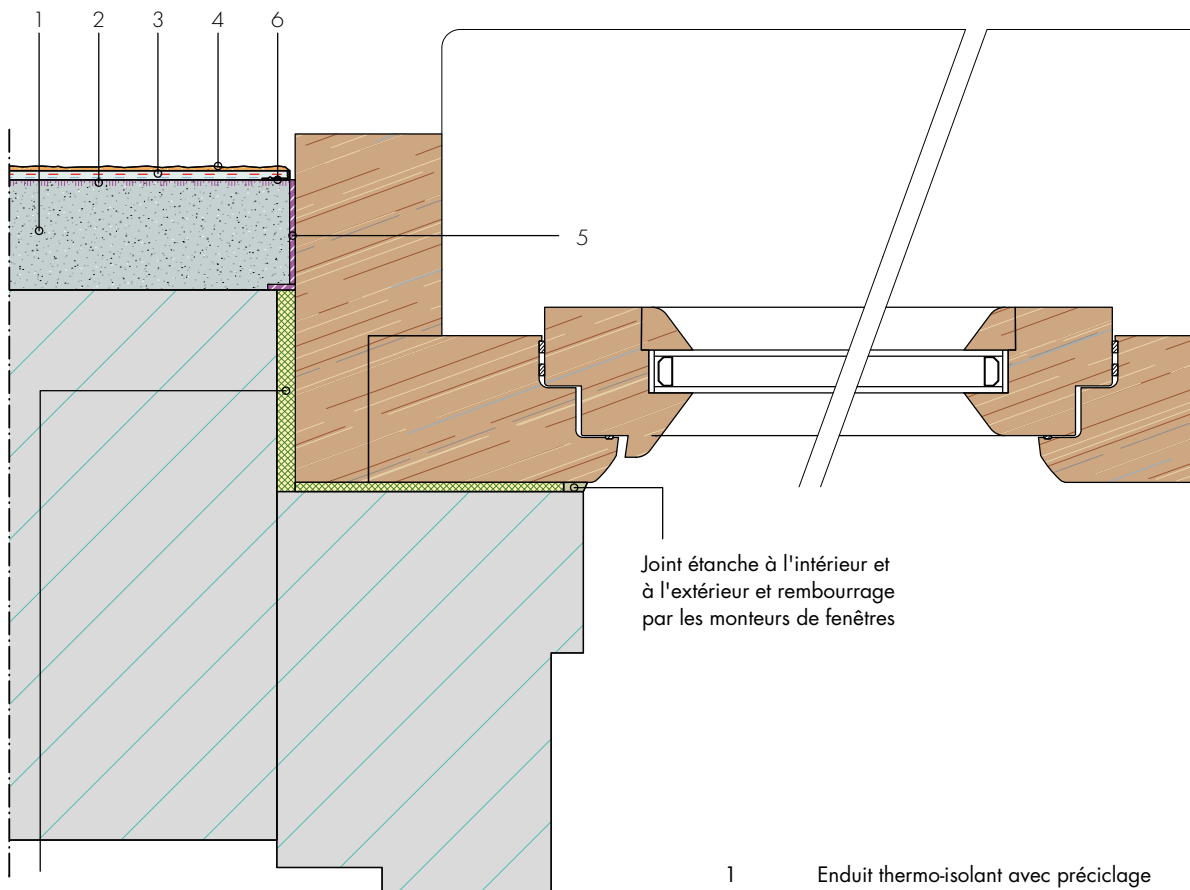 1 2 3 4 6
5
Joint étanche à l'intérieur et
à l'extérieur et rembourrage
par les monteurs de fenêtres
1 Enduit thermo-isolant avec préciclage